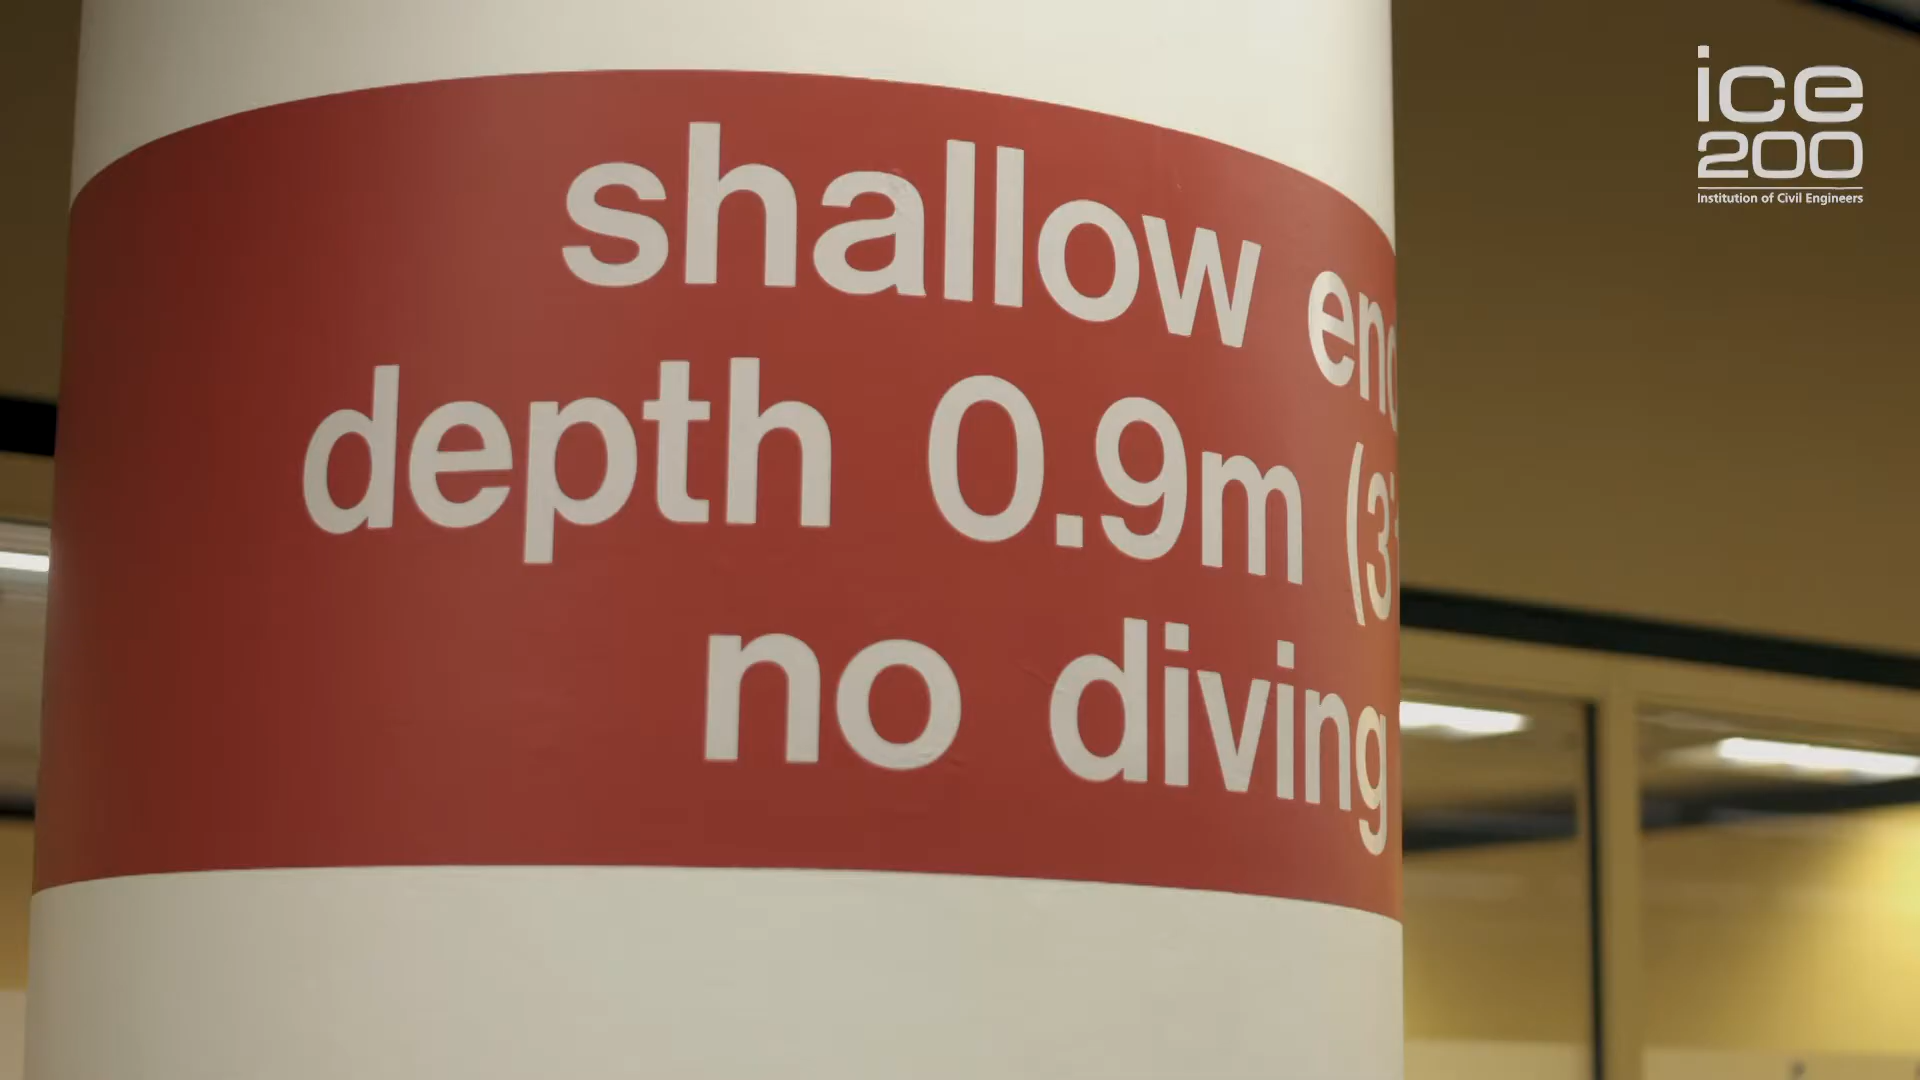 shallow end
depth 0.9m (3'
no diving
ice
200
Institution of Civil Engineers